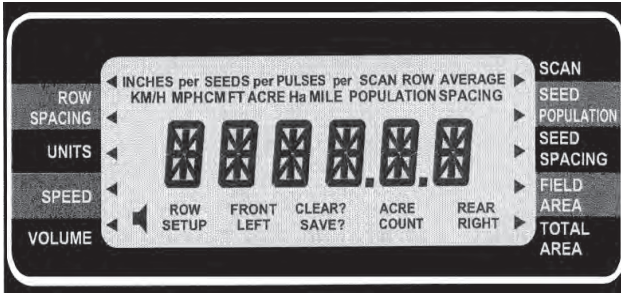 ROW
SPACING
UNITS
SPEED
VOLUME
INCHES per SEEDS per PULSES per SCAN ROW AVERAGE
KM/H MPH CM FT ACRE Ha MILE POPULATION SPACING
ROW FRONT CLEAR? ACRE REAR
SETUP LEFT SAVE? COUNT RIGHT
SCAN
SEED
POPULATION
SEED
SPACING
FIELD
AREA
TOTAL
AREA